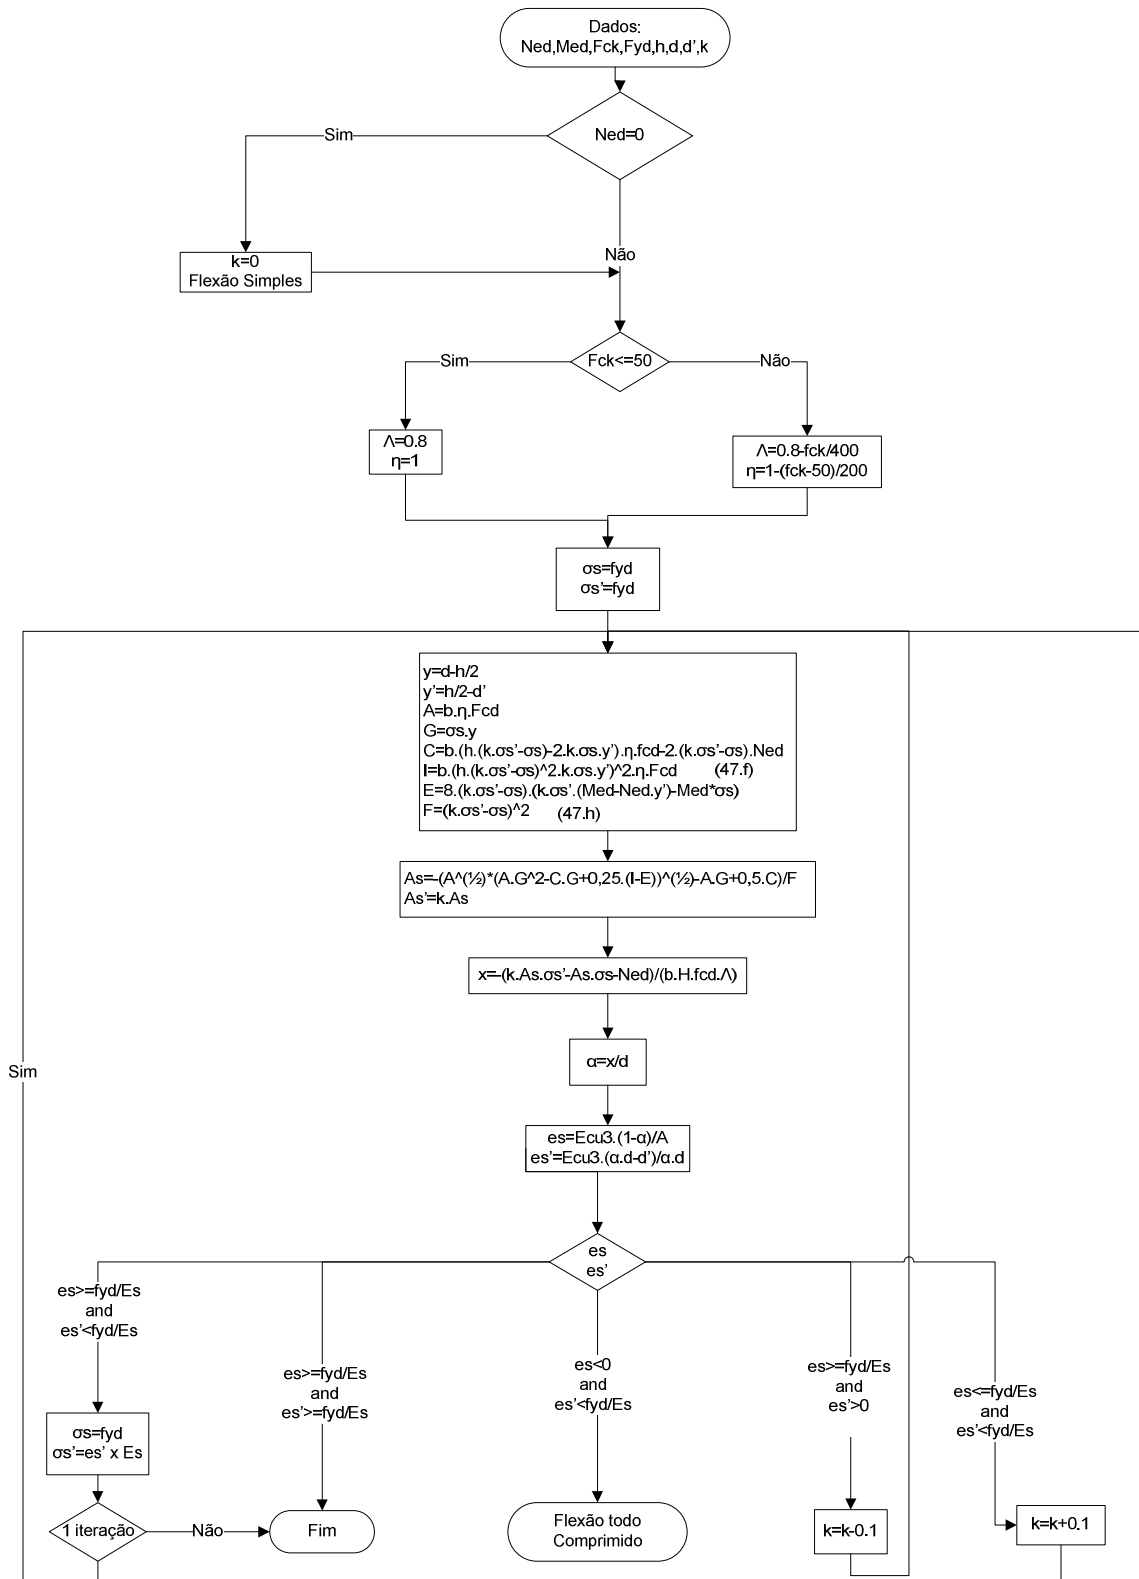 Dados:
Ned,Med,Fck,Fyd,h,d,d’,k
Ned=0
Sim
Não
k=0
Flexão Simples
Fck<=50
Sim
Não
Λ=0.8
η=1
Λ=0.8-fck/400
η=1-(fck-50)/200
σs=fyd
σs’=fyd
y=d-h/2
y’=h/2-d’
A=b.η.Fcd
G=σs.y
C=b.(h.(k.σs’-σs)-2.k.σs.y’).η.fcd-2.(k.σs’-σs).Ned
I=b.(h.(k.σs’-σs)^2.k.σs.y’)^2.η.Fcd (47.f)
E=8.(k.σs’-σs).(k.σs’.(Med-Ned.y’)-Med*σs)
F=(k.σs’-σs)^2 (47.h)
As=-(A^(½)*(A.G^2-C.G+0,25.(I-E))^(½)-A.G+0,5.C)/F
As’=k.As
x=-(k.As.σs’-As.σs-Ned)/(b.H.fcd.Λ)
α=x/d
Sim
es=Ecu3.(1-α)/A
es’=Ecu3.(α.d-d’)/α.d
es
es’
es>=fyd/Es
and
es’<fyd/Es
es>=fyd/Es
and
es’>=fyd/Es
es<0
and
es’<fyd/Es
es>=fyd/Es
and
es’>0
es<=fyd/Es
and
es’<fyd/Es
σs=fyd
σs’=es’ x Es
1 iteração
Não
Fim
Flexão todo
Comprimido
k=k-0.1
k=k+0.1